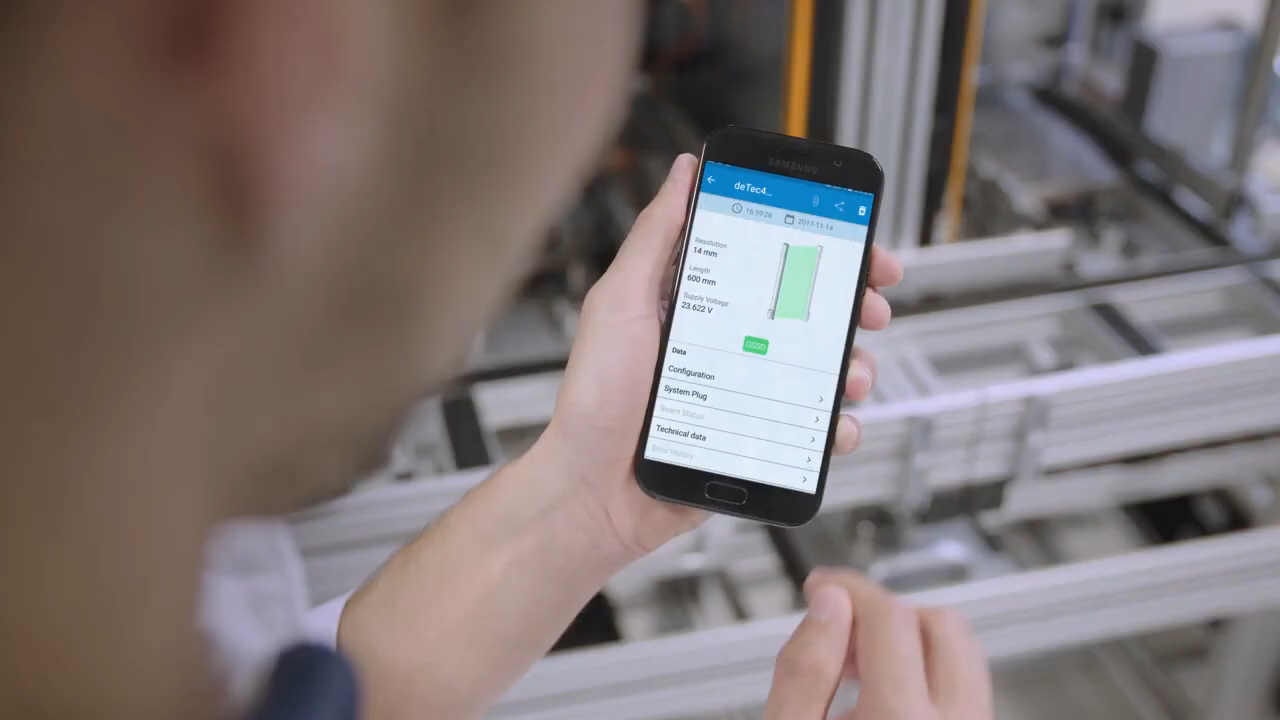 SAMSUNG
deTec4...
16:39:26 2017-11-14
Resolution
14 mm
Length
600 mm
Supply Voltage
23.622 V
OSSD
Data
Configuration
System Plug
Beam Status
Technical data
Error history